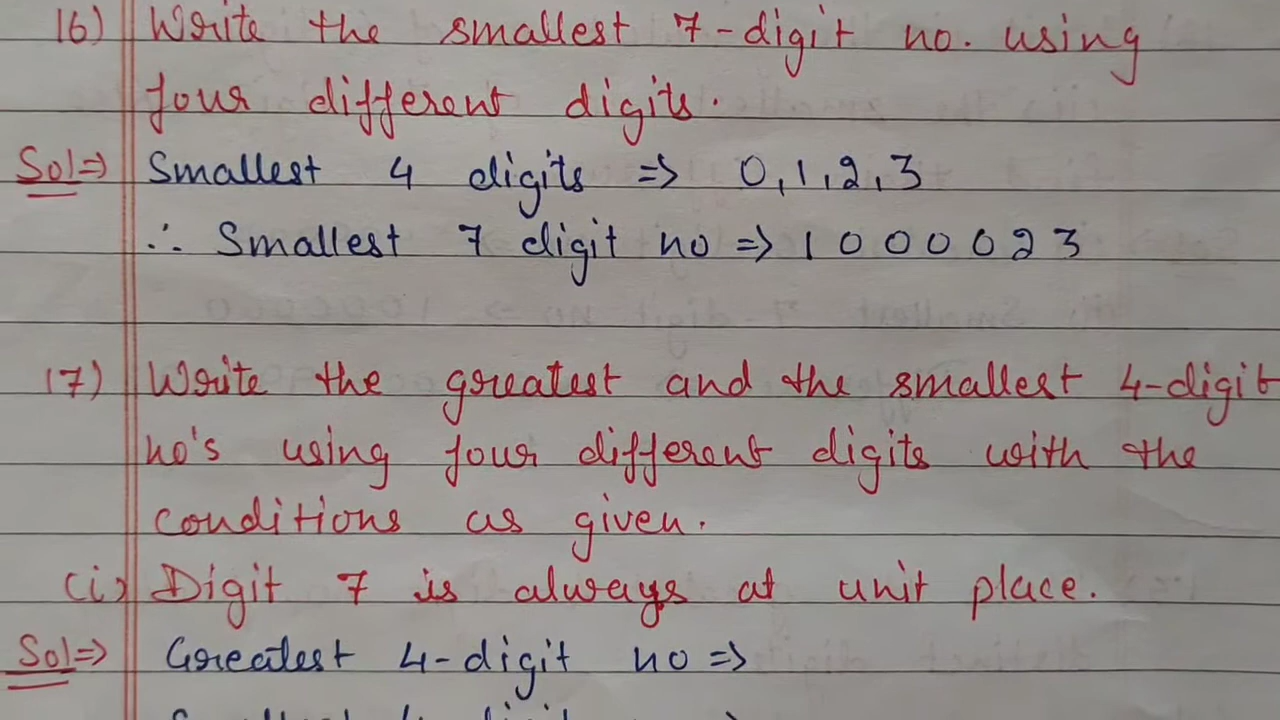 16) Write the smallest 7-digit no. using
four different digits.
Sol⇒ Smallest 4 digits ⇒ 0,1,2,3
∴ Smallest 7 digit no ⇒ 1000023
17) Write the greatest and the smallest 4-digit
no's using four different digits with the
conditions as given.
(i) Digit 7 is always at unit place.
Sol⇒ Greatest 4-digit no ⇒